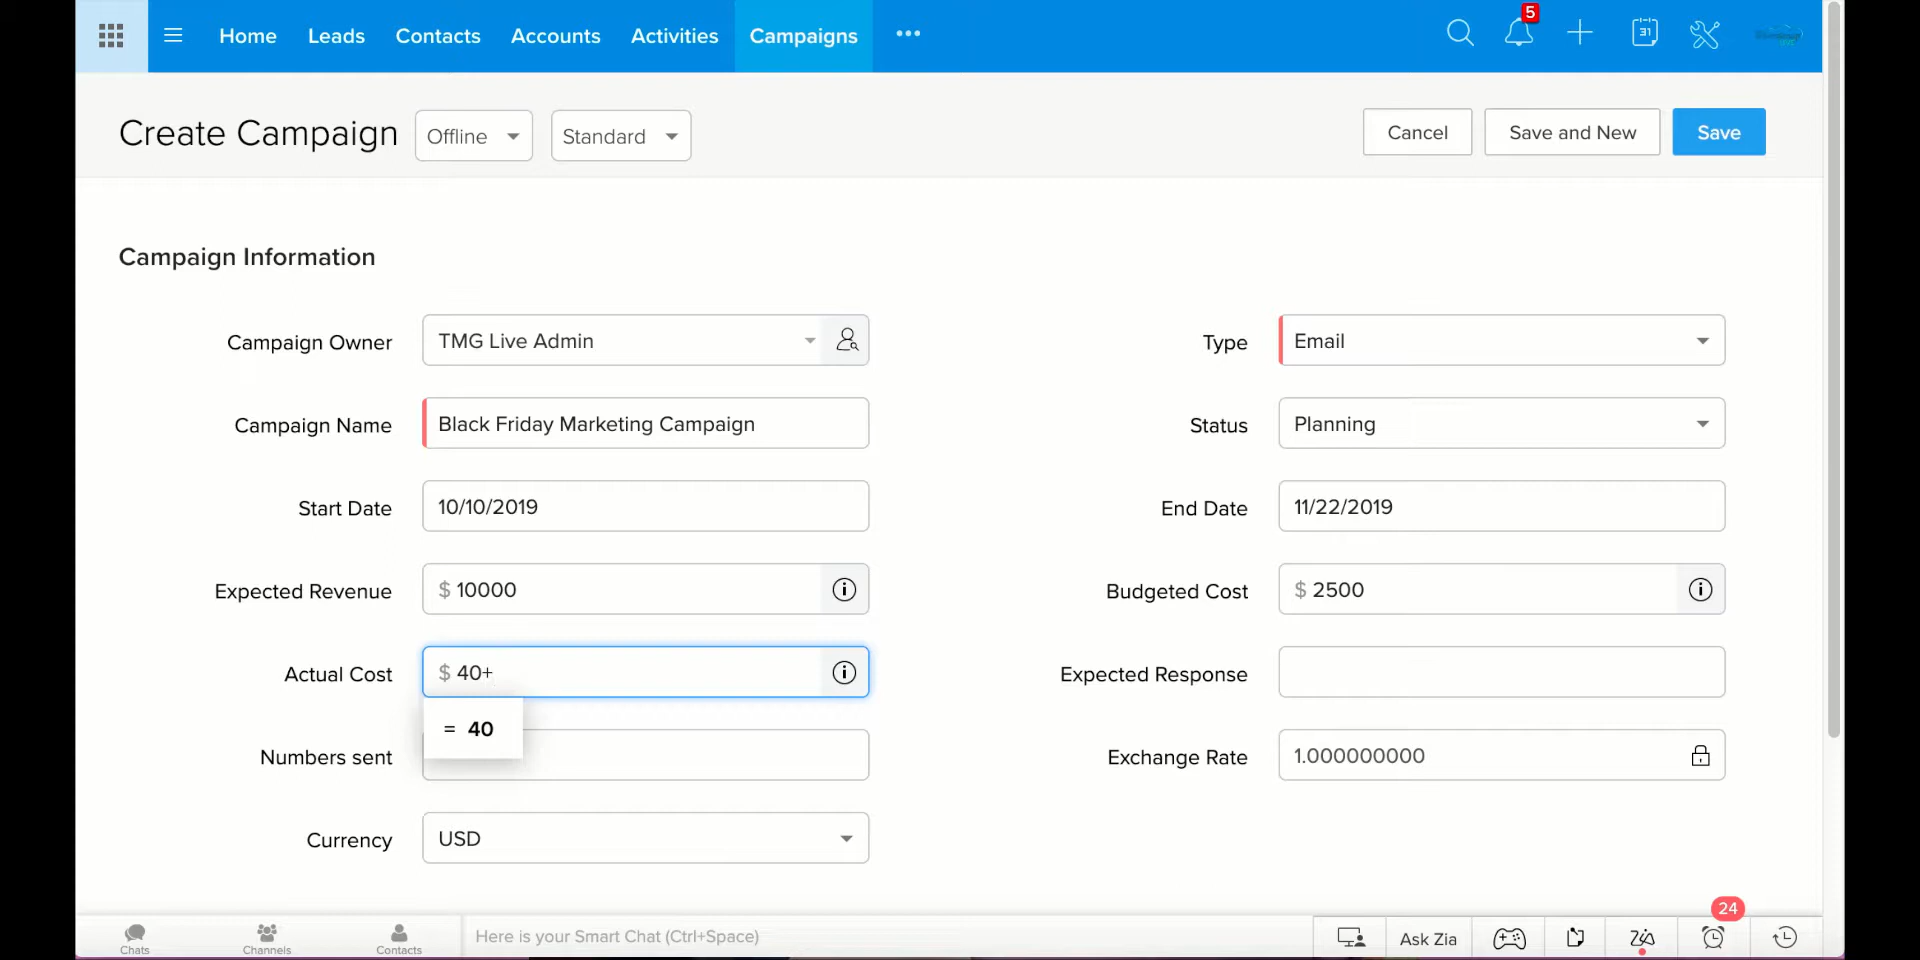 Home Leads Contacts Accounts Activities Campaigns ••• 5 31
Create Campaign Offline Standard Cancel Save and New Save
Campaign Information
Campaign Owner TMG Live Admin Type Email
Campaign Name Black Friday Marketing Campaign Status Planning
Start Date 10/10/2019 End Date 11/22/2019
Expected Revenue $ 10000 Budgeted Cost $ 2500
Actual Cost $ 40+ Expected Response
= 40
Numbers sent Exchange Rate 1.000000000
Currency USD
24
Chats Channels Contacts Here is your Smart Chat (Ctrl+Space) Ask Zia